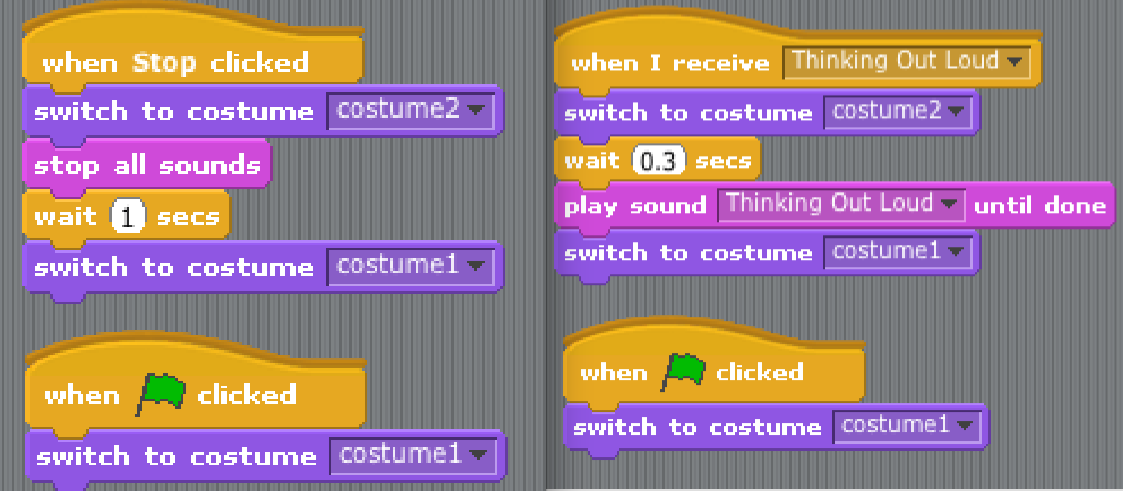 when Stop clicked
switch to costume costume2
stop all sounds
wait 1 secs
switch to costume costume1
when clicked
switch to costume costume1
when I receive Thinking Out Loud
switch to costume costume2
wait 0.3 secs
play sound Thinking Out Loud until done
switch to costume costume1
when clicked
switch to costume costume1